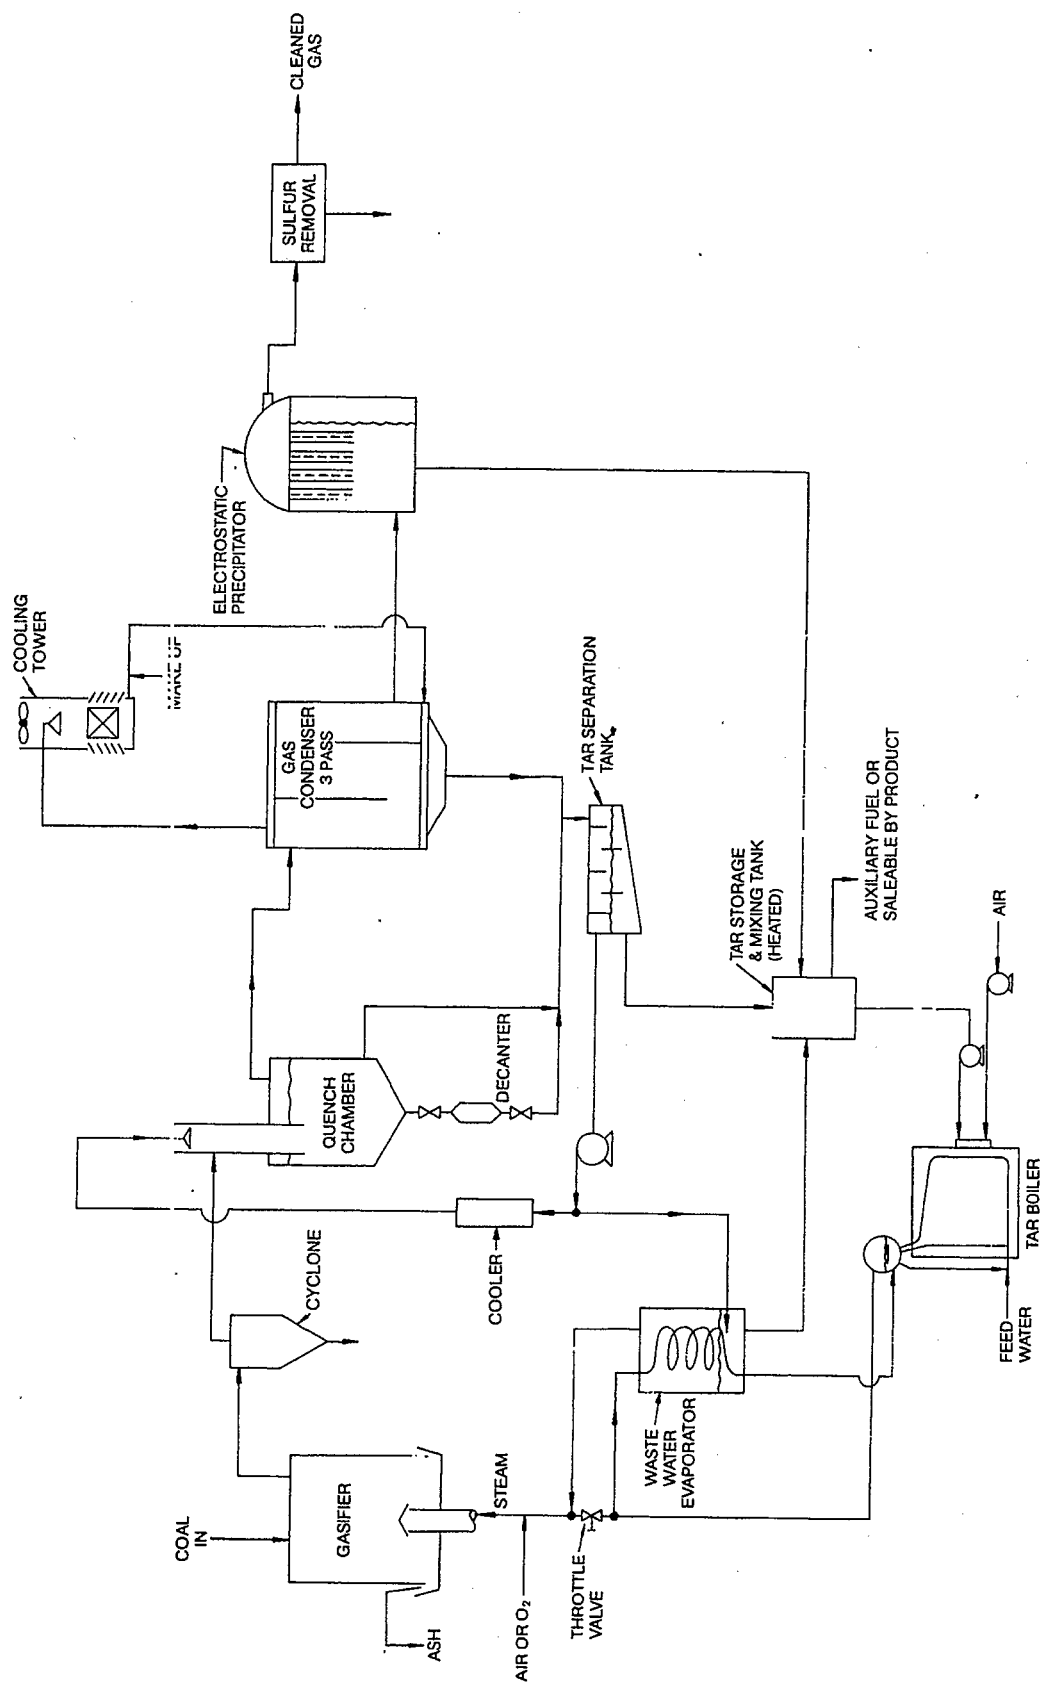 COAL
IN
GASIFIER
ASH
AIR OR O2
STEAM
THROTTLE
VALVE
CYCLONE
WASTE
WATER
EVAPORATOR
COOLER
QUENCH
CHAMBER
DECANTER
FEED
WATER
TAR BOILER
AIR
COOLING
TOWER
MAKE UP
GAS
CONDENSER
3 PASS
TAR SEPARATION
TANK
TAR STORAGE
& MIXING TANK
(HEATED)
AUXILIARY FUEL OR
SALEABLE BY PRODUCT
ELECTROSTATIC
PRECIPITATOR
SULFUR
REMOVAL
CLEANED
GAS